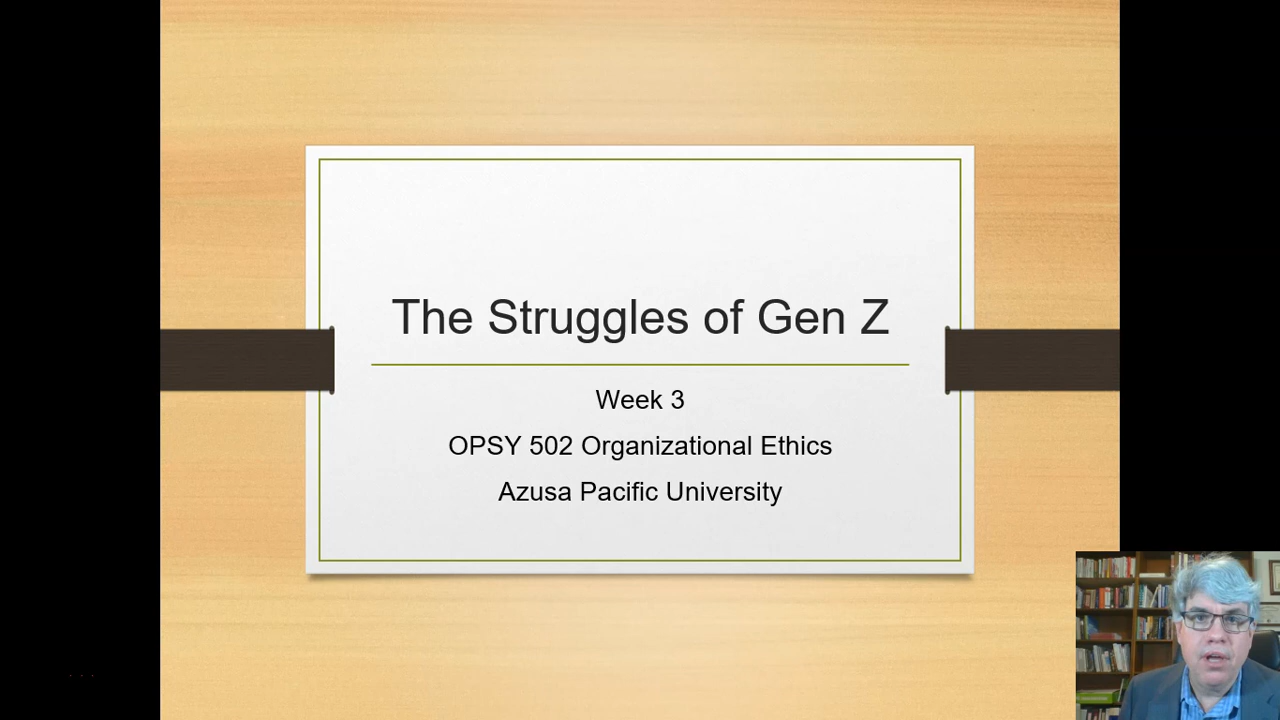 The Struggles of Gen Z
Week 3
OPSY 502 Organizational Ethics
Azusa Pacific University